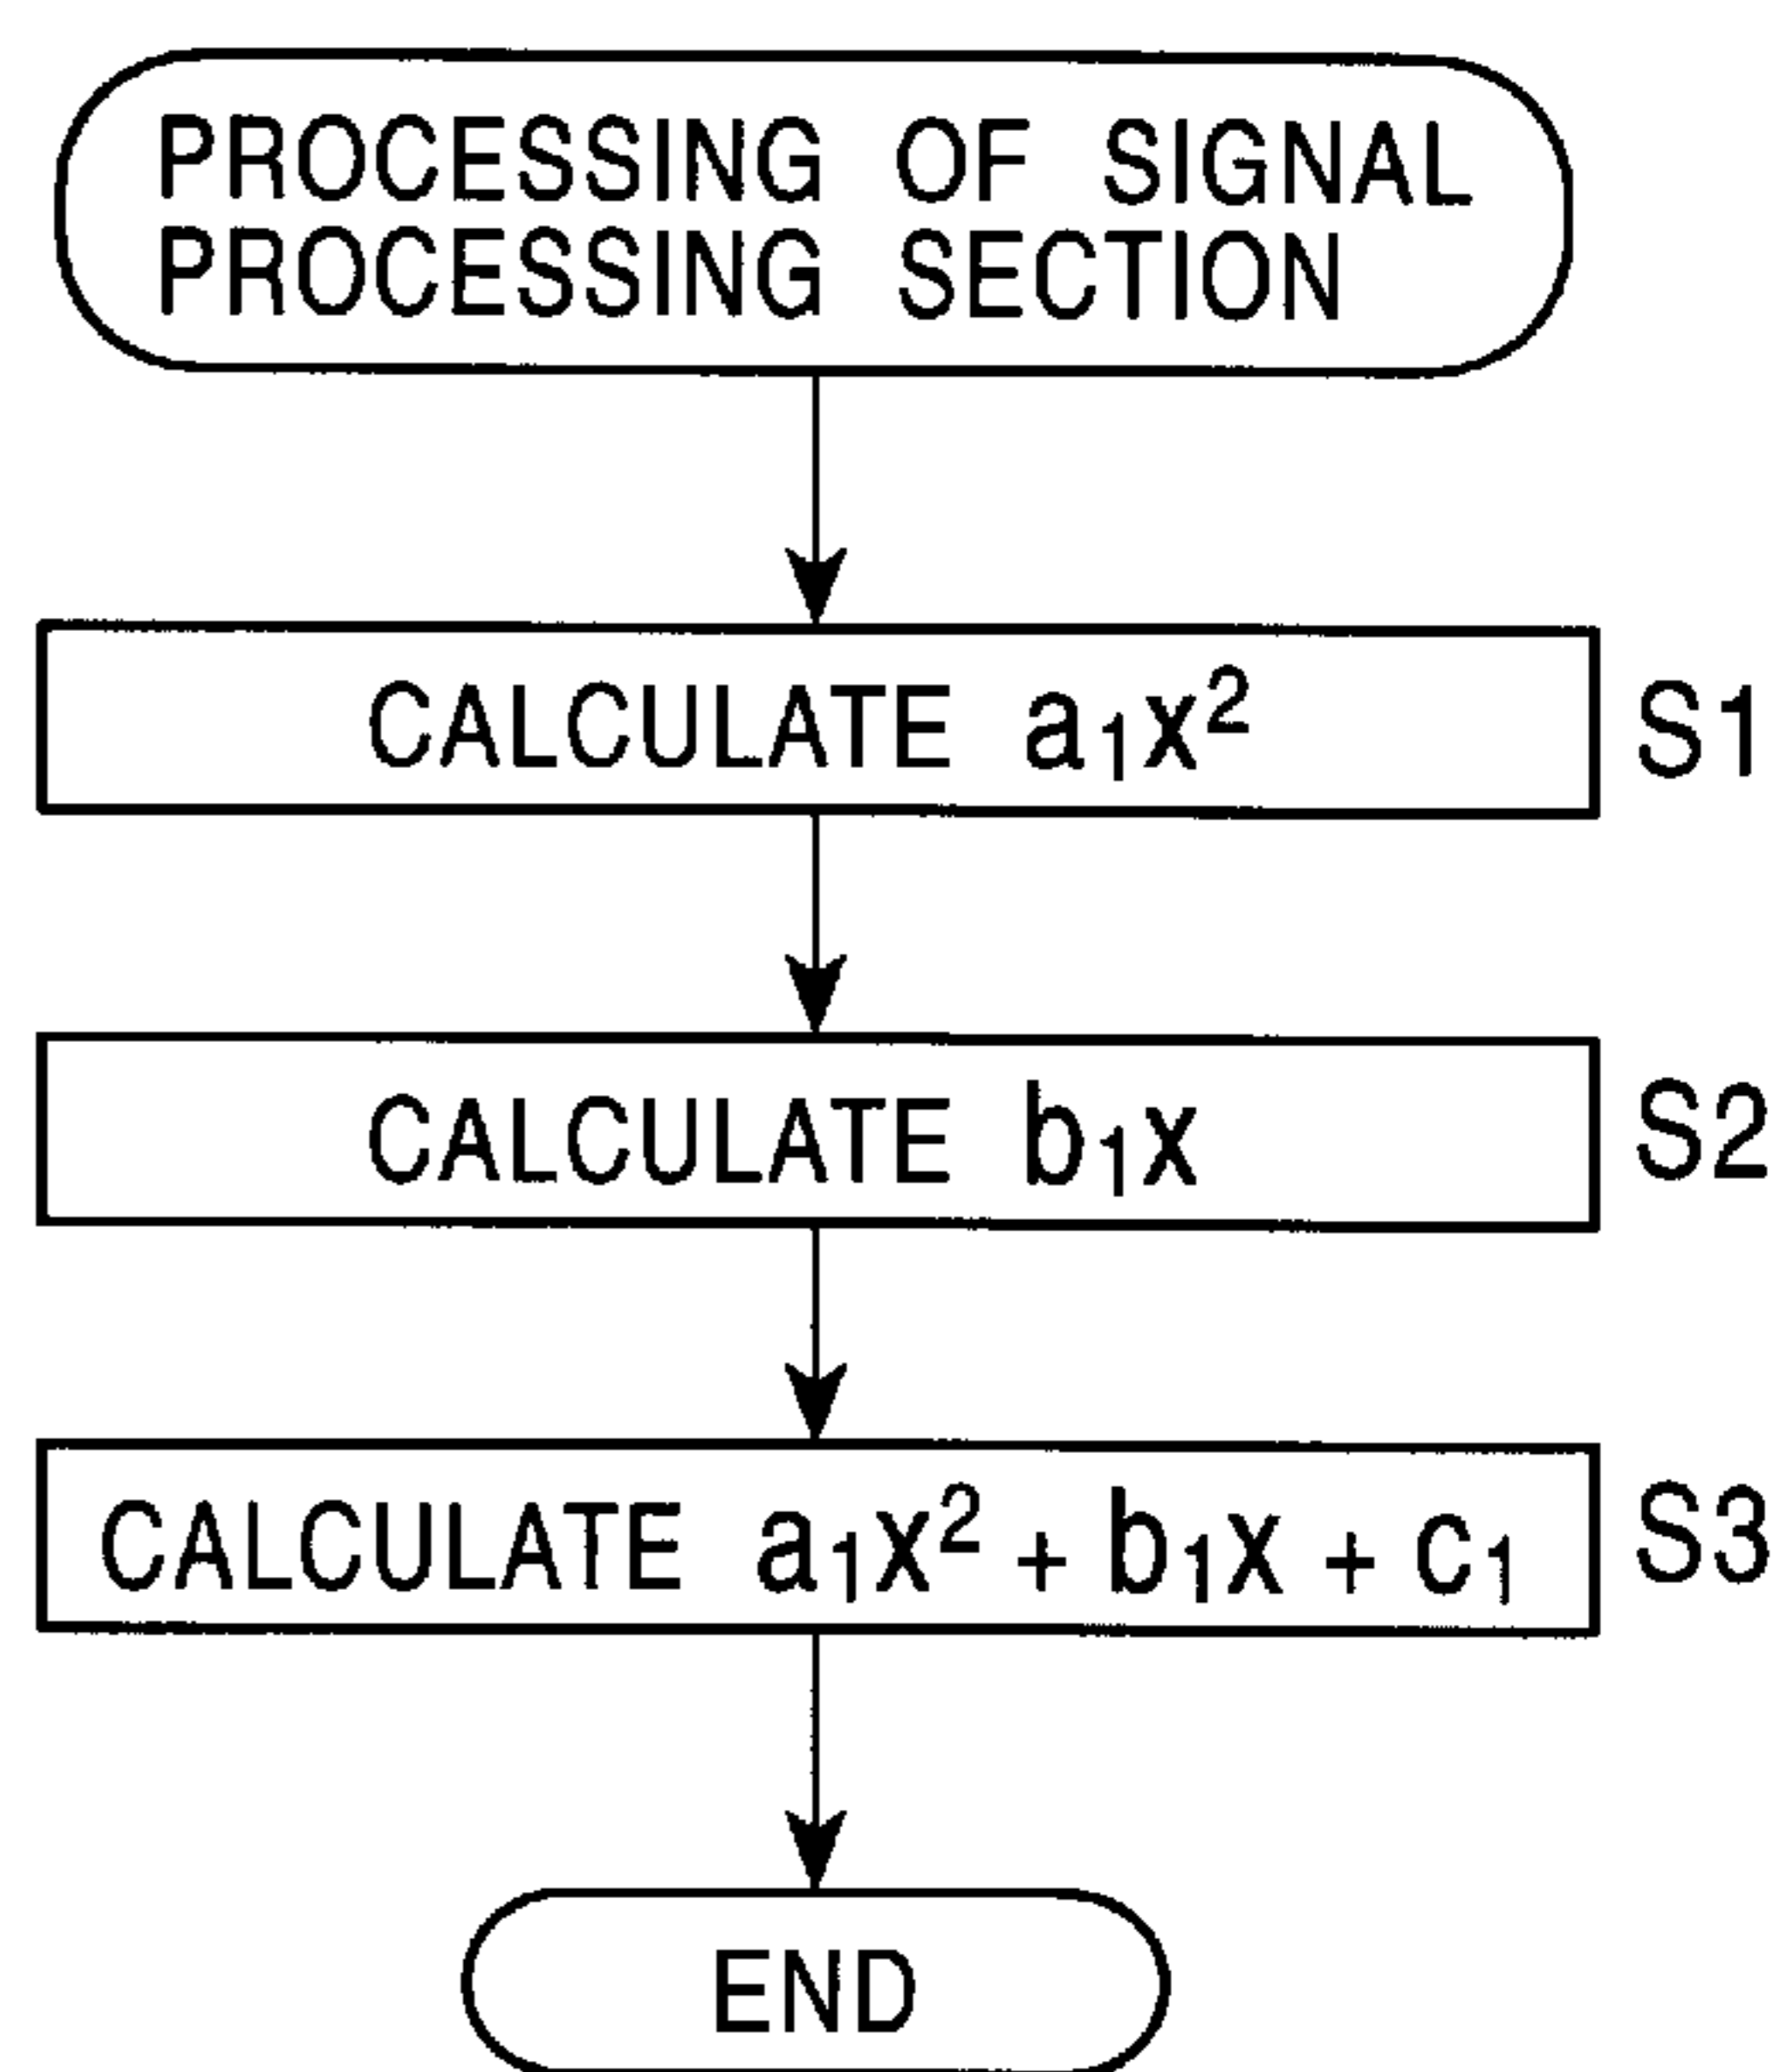 PROCESSING OF SIGNAL
PROCESSING SECTION
CALCULATE a₁x² S1
CALCULATE b₁x S2
CALCULATE a₁x² + b₁x + c₁ S3
END